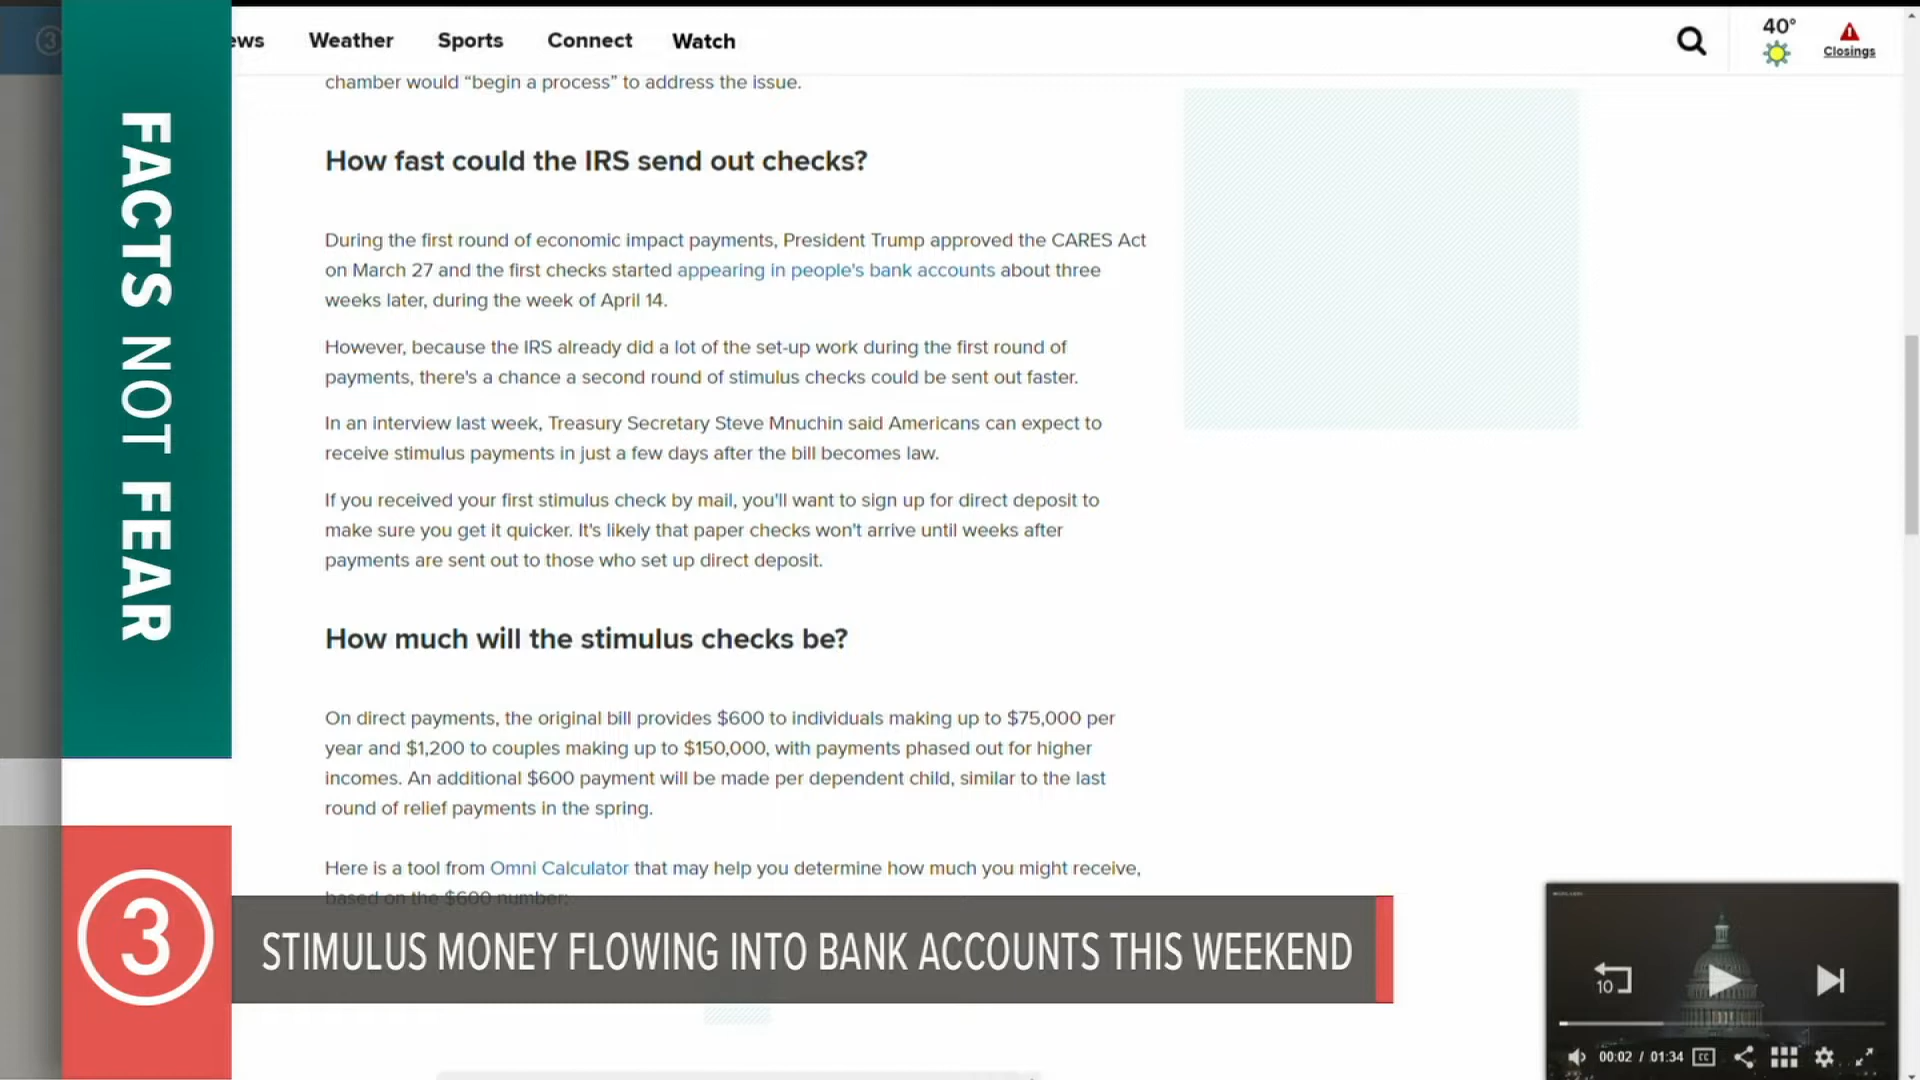 ews Weather Sports Connect Watch
40°
Closings
chamber would “begin a process” to address the issue.
How fast could the IRS send out checks?
During the first round of economic impact payments, President Trump approved the CARES Act
on March 27 and the first checks started appearing in people's bank accounts about three
weeks later, during the week of April 14.
However, because the IRS already did a lot of the set-up work during the first round of
payments, there's a chance a second round of stimulus checks could be sent out faster.
In an interview last week, Treasury Secretary Steve Mnuchin said Americans can expect to
receive stimulus payments in just a few days after the bill becomes law.
If you received your first stimulus check by mail, you'll want to sign up for direct deposit to
make sure you get it quicker. It's likely that paper checks won't arrive until weeks after
payments are sent out to those who set up direct deposit.
How much will the stimulus checks be?
On direct payments, the original bill provides $600 to individuals making up to $75,000 per
year and $1,200 to couples making up to $150,000, with payments phased out for higher
incomes. An additional $600 payment will be made per dependent child, similar to the last
round of relief payments in the spring.
Here is a tool from Omni Calculator that may help you determine how much you might receive,
based on the $600 number:
FACTS NOT FEAR
3
3
STIMULUS MONEY FLOWING INTO BANK ACCOUNTS THIS WEEKEND
10
00:02 / 01:34 CC